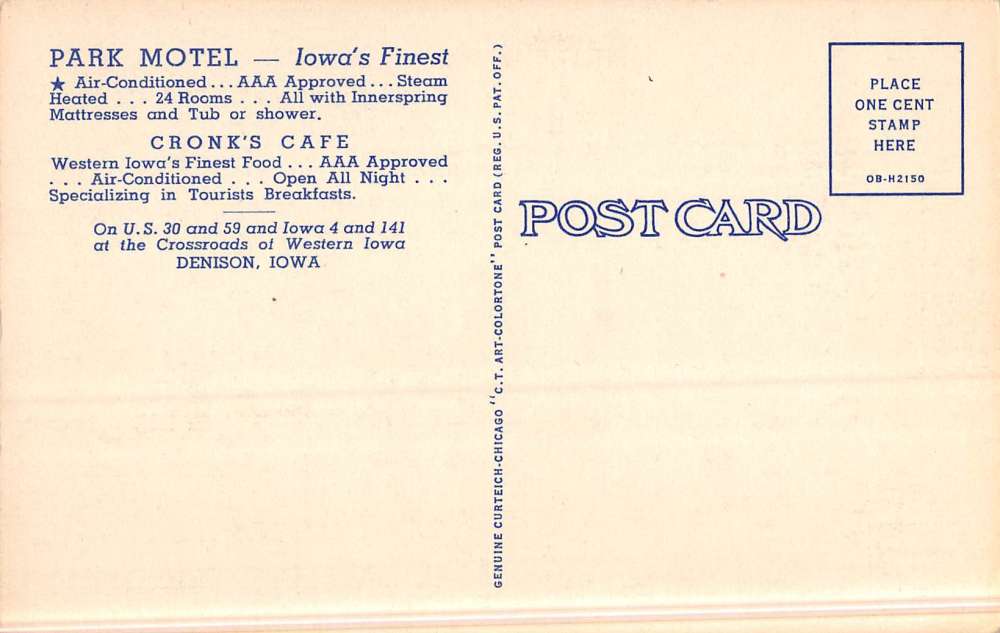 PARK MOTEL — Iowa's Finest
★ Air-Conditioned... AAA Approved... Steam
Heated . . . 24 Rooms . . . All with Innerspring
Mattresses and Tub or shower.
CRONK'S CAFE
Western Iowa's Finest Food . . . AAA Approved
. . . Air-Conditioned . . . Open All Night . . .
Specializing in Tourists Breakfasts.
On U.S. 30 and 59 and Iowa 4 and 141
at the Crossroads of Western Iowa
DENISON, IOWA
GENUINE CURTEICH-CHICAGO "C.T. ART-COLORTONE" POST CARD (REG. U.S. PAT. OFF.)
POST CARD
PLACE
ONE CENT
STAMP
HERE
OB-H2150